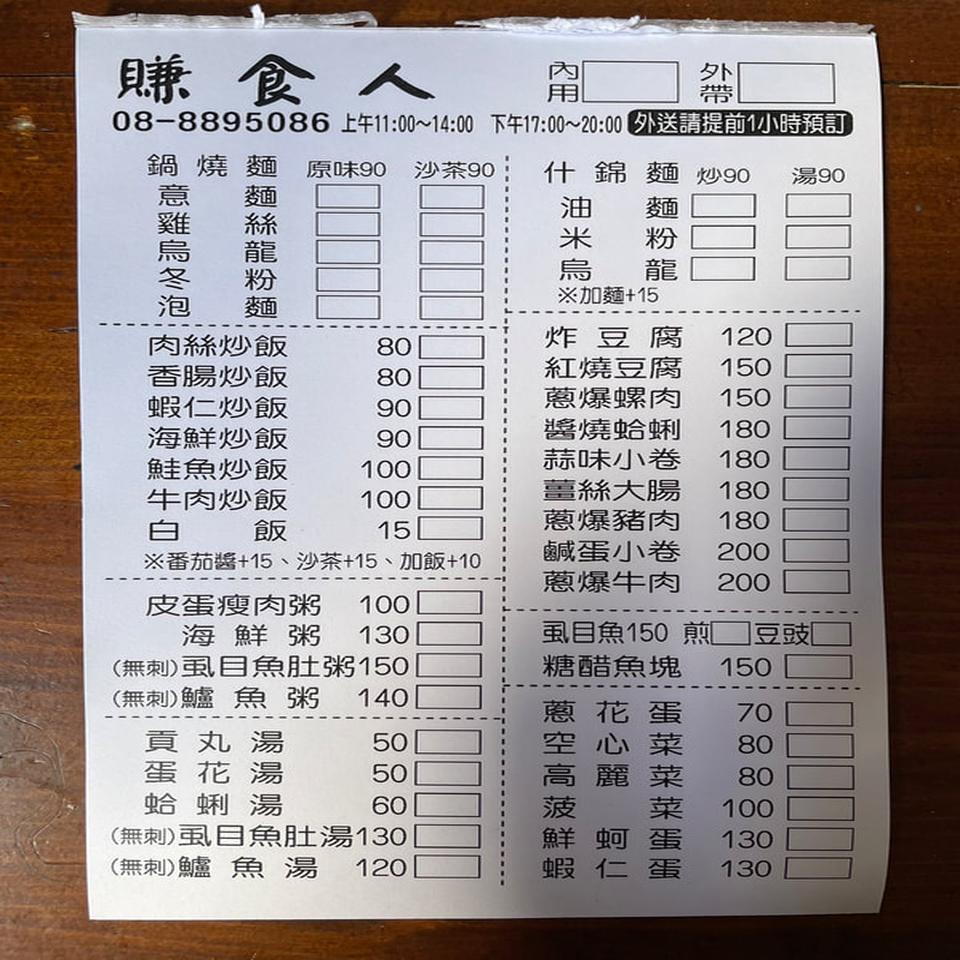 賺食人 內用 外帶
08-8895086 上午11:00～14:00 下午17:00～20:00 外送請提前1小時預訂
鍋燒麵 原味90 沙茶90
意麵
雞絲
烏龍
冬粉
泡麵
肉絲炒飯 80
香腸炒飯 80
蝦仁炒飯 90
海鮮炒飯 90
鮭魚炒飯 100
牛肉炒飯 100
白飯 15
※番茄醬+15、沙茶+15、加飯+10
皮蛋瘦肉粥 100
海鮮粥 130
(無刺)虱目魚肚粥150
(無刺)鱸魚粥 140
貢丸湯 50
蛋花湯 50
蛤蜊湯 60
(無刺)虱目魚肚湯130
(無刺)鱸魚湯 120
什錦麵 炒90 湯90
油麵
米粉
烏龍
※加麵+15
炸豆腐 120
紅燒豆腐 150
蔥爆螺肉 150
醬燒蛤蜊 180
蒜味小卷 180
薑絲大腸 180
蔥爆豬肉 180
鹹蛋小卷 200
蔥爆牛肉 200
虱目魚150 煎 豆豉
糖醋魚塊 150
蔥花蛋 70
空心菜 80
高麗菜 80
菠菜 100
鮮蚵蛋 130
蝦仁蛋 130